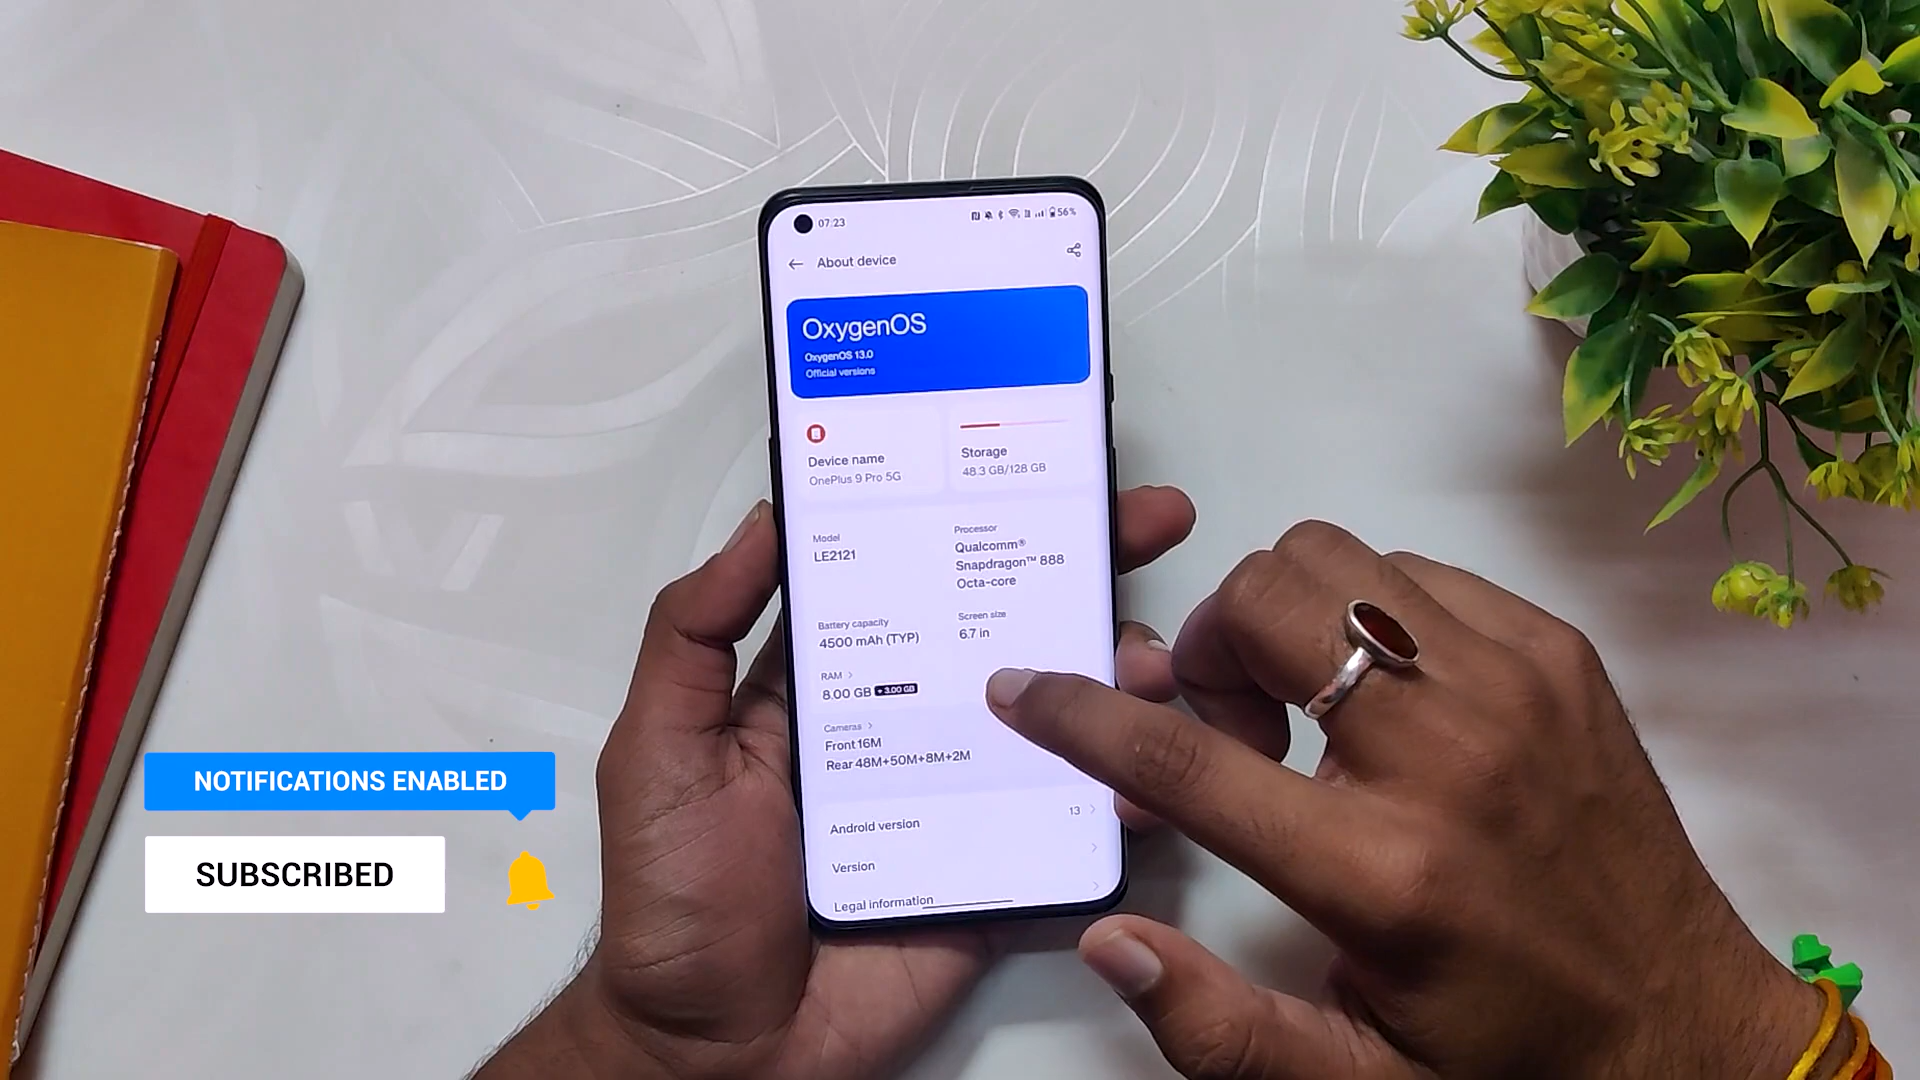 07:23
56%
About device
OxygenOS
OxygenOS 13.0
Official versions
Device name
OnePlus 9 Pro 5G
Storage
48.3 GB/128 GB
Model
LE2121
Processor
Qualcomm®
Snapdragon™ 888
Octa-core
Battery capacity
4500 mAh (TYP)
Screen size
6.7 in
RAM >
8.00 GB + 3.00 GB
Cameras >
Front 16M
Rear 48M+50M+8M+2M
Android version 13 >
Version >
Legal information >
NOTIFICATIONS ENABLED
SUBSCRIBED